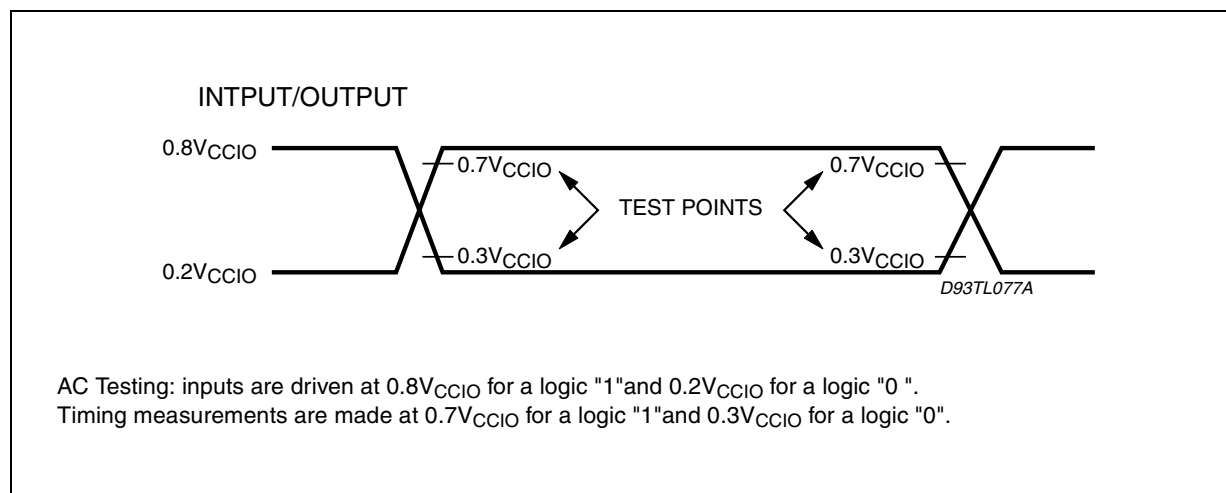 INTPUT/OUTPUT
0.8VCCIO
0.7VCCIO 0.7VCCIO
TEST POINTS
0.3VCCIO 0.3VCCIO
0.2VCCIO
D93TL077A
AC Testing: inputs are driven at 0.8VCCIO for a logic "1"and 0.2VCCIO for a logic "0 ".
Timing measurements are made at 0.7VCCIO for a logic "1"and 0.3VCCIO for a logic "0".